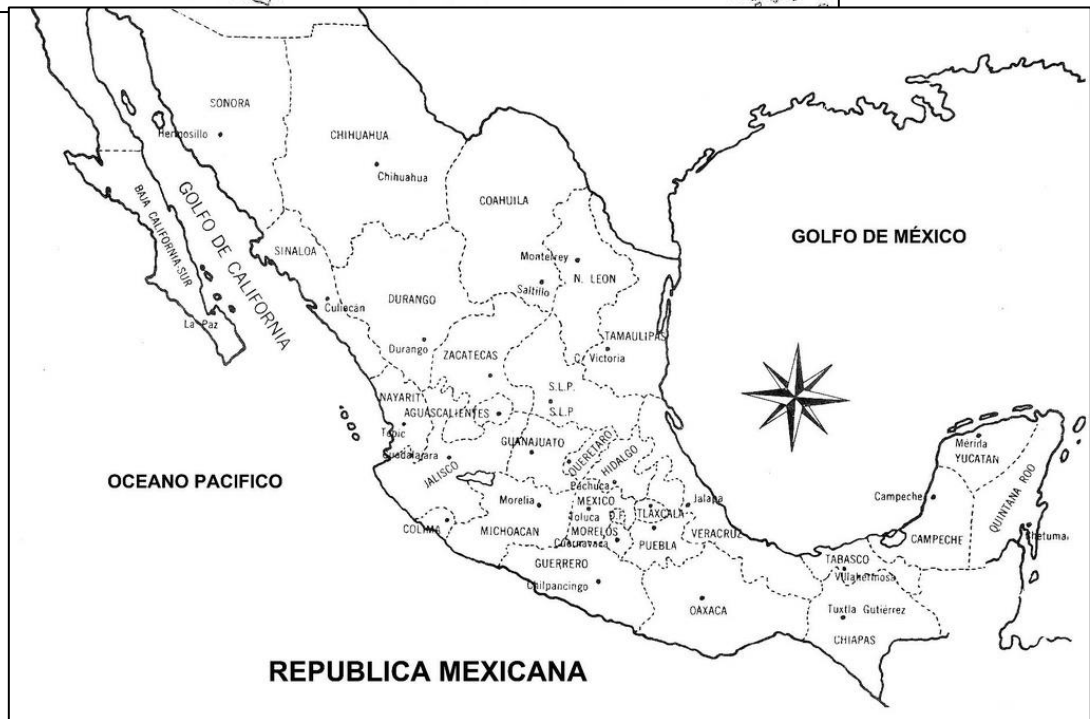 SONORA
Hermosillo
CHIHUAHUA
Chihuahua
COAHUILA
BAJA CALIFORNIA-SUR
GOLFO DE CALIFORNIA
GOLFO DE MÉXICO
SINALOA
Monterrey
N. LEON
Saltillo
Culiacán
DURANGO
La Paz
TAMAULIPAS
Durango
ZACATECAS
C. Victoria
S.L.P.
NAYARIT
AGUASCALIENTES
S.L.P
Tepic
GUANAJUATO
QUERETARO
HIDALGO
Mérida
YUCATAN
Guadalajara
JALISCO
OCEANO PACIFICO
Pachuca
QUINTANA ROO
Morelia
MEXICO
Jalapa
Campeche
Toluca
D.F.
TLAXCALA
COLIMA
MICHOACAN
MORELOS
VERACRUZ
Chetumal
Cuernavaca
PUEBLA
CAMPECHE
GUERRERO
TABASCO
Villahermosa
Chilpancingo
OAXACA
Tuxtla Gutiérrez
CHIAPAS
REPUBLICA MEXICANA